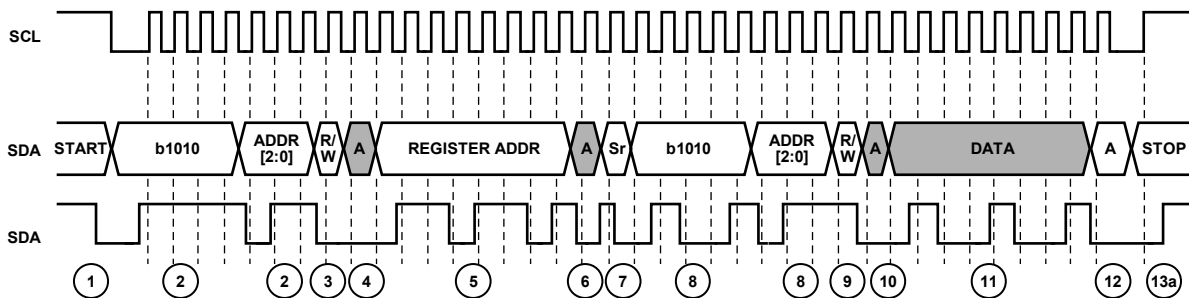 SCL
SDA START b1010 ADDR [2:0] R/W A REGISTER ADDR A Sr b1010 ADDR [2:0] R/W A DATA A STOP
SDA
1 2 2 3 4 5 6 7 8 8 9 10 11 12 13a